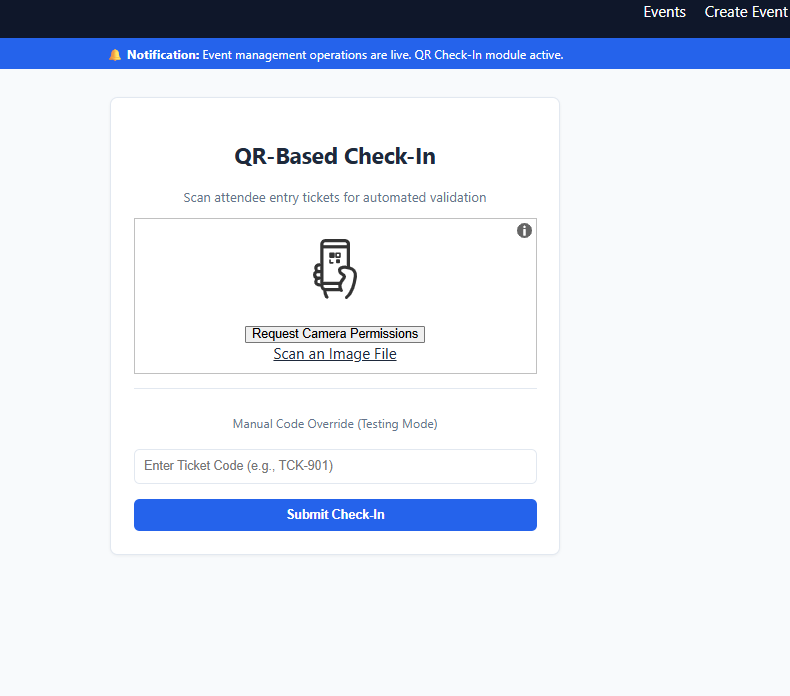 Events Create Event
🔔 Notification: Event management operations are live. QR Check-In module active.
QR-Based Check-In
Scan attendee entry tickets for automated validation
Request Camera Permissions
Scan an Image File
Manual Code Override (Testing Mode)
Enter Ticket Code (e.g., TCK-901)
Submit Check-In